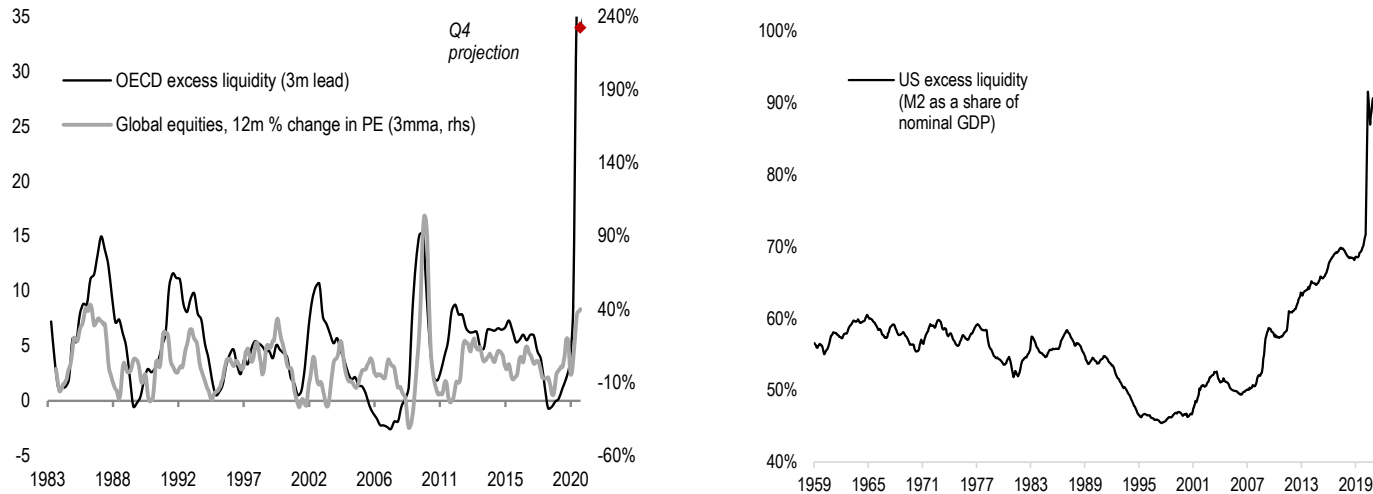 35
30
25
20
15
10
5
0
-5
240%
190%
140%
90%
40%
-10%
-60%
Q4
projection
OECD excess liquidity (3m lead)
Global equities, 12m % change in PE (3mma, rhs)
1983 1988 1992 1997 2002 2006 2011 2015 2020
100%
90%
80%
70%
60%
50%
40%
US excess liquidity
(M2 as a share of
nominal GDP)
1959 1965 1971 1977 1983 1989 1995 2001 2007 2013 2019